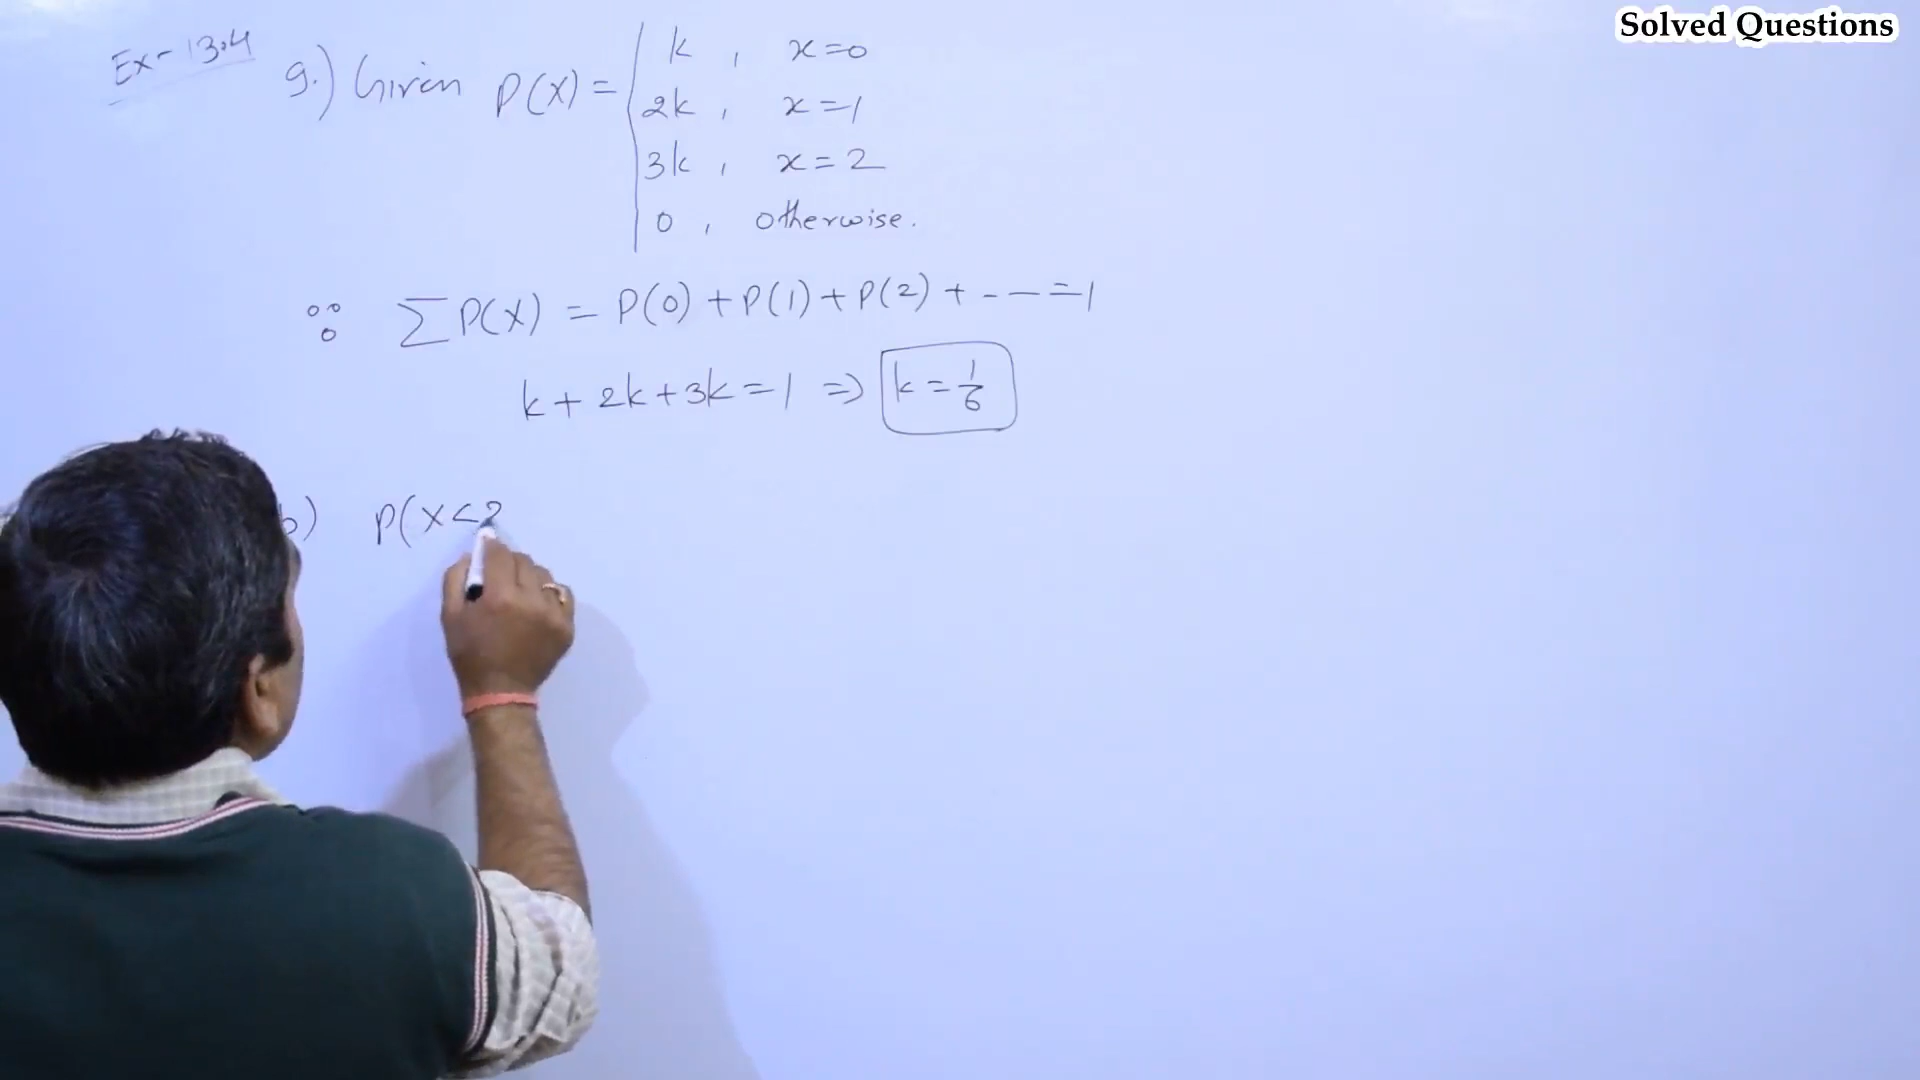 Solved Questions
Ex-13.4
9.) Given P(X) = { k , x=0
2k , x=1
3k , x=2
0 , otherwise.
∵ ∑P(X) = P(0)+P(1)+P(2)+ - — = 1
k+2k+3k=1 ⇒ k=1/6
b) P(X<2